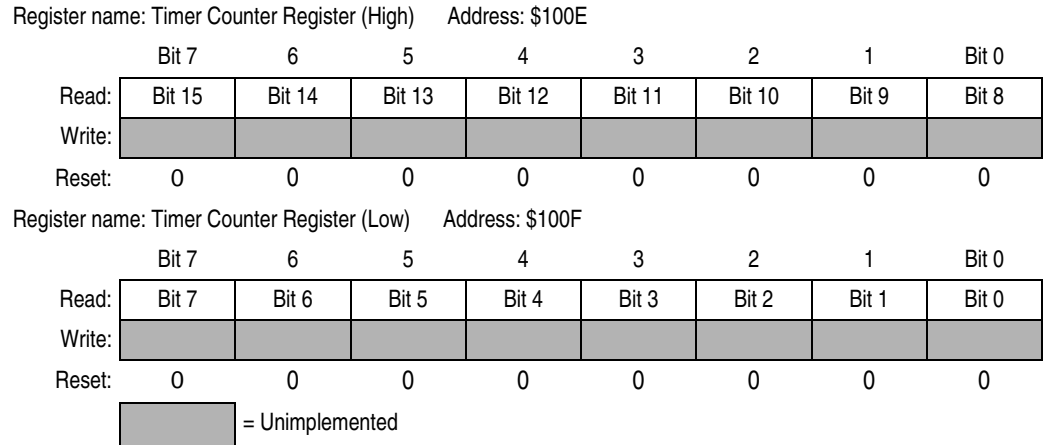 Register name: Timer Counter Register (High) Address: $100E
Bit 7 6 5 4 3 2 1 Bit 0
Read: Bit 15 Bit 14 Bit 13 Bit 12 Bit 11 Bit 10 Bit 9 Bit 8
Write:
Reset: 0 0 0 0 0 0 0 0
Register name: Timer Counter Register (Low) Address: $100F
Bit 7 6 5 4 3 2 1 Bit 0
Read: Bit 7 Bit 6 Bit 5 Bit 4 Bit 3 Bit 2 Bit 1 Bit 0
Write:
Reset: 0 0 0 0 0 0 0 0
= Unimplemented